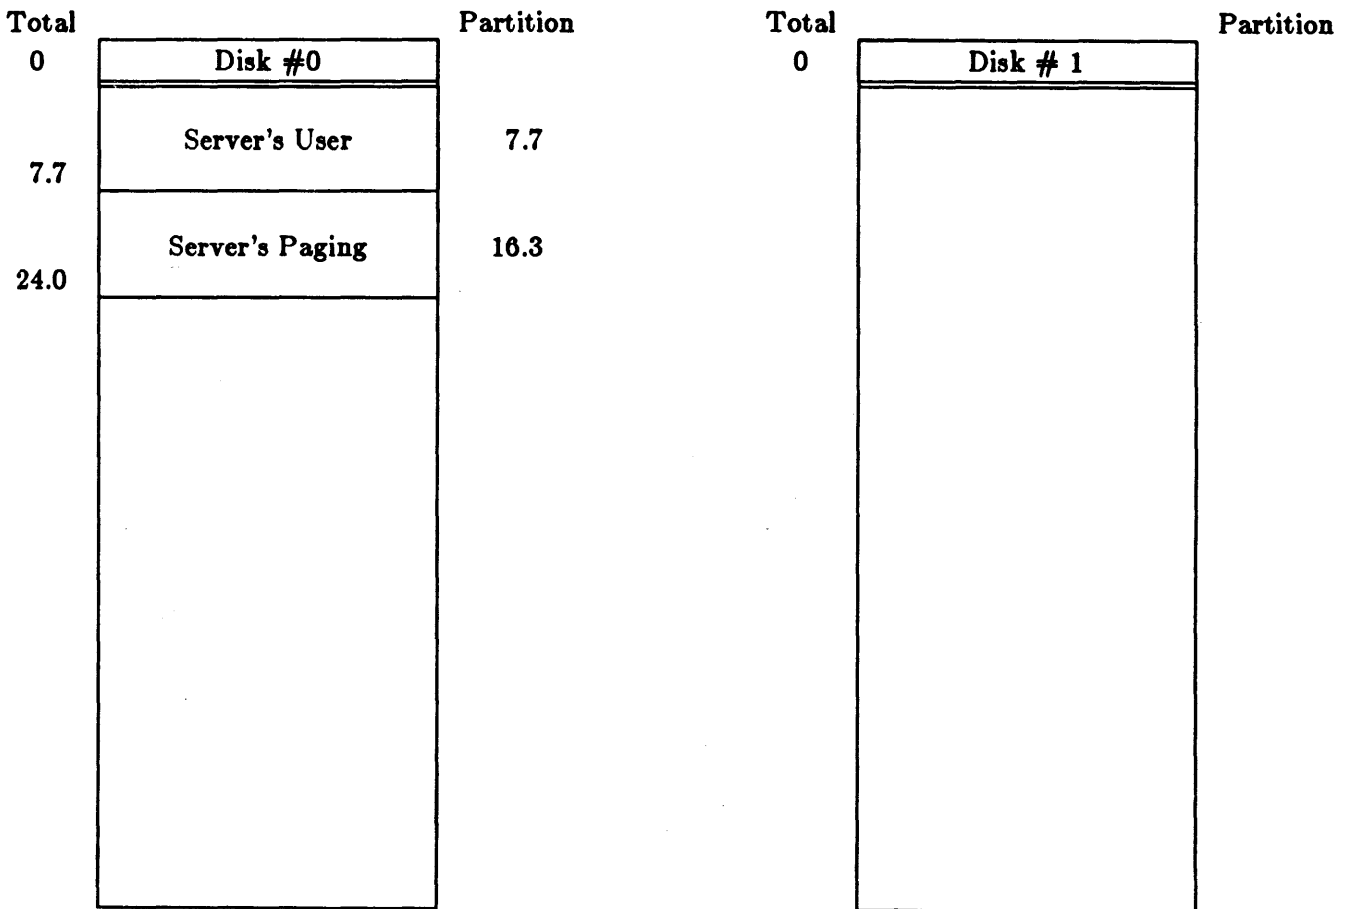 Total Partition Total Partition
0 Disk #0 0 Disk # 1
Server's User 7.7
7.7
Server's Paging 16.3
24.0